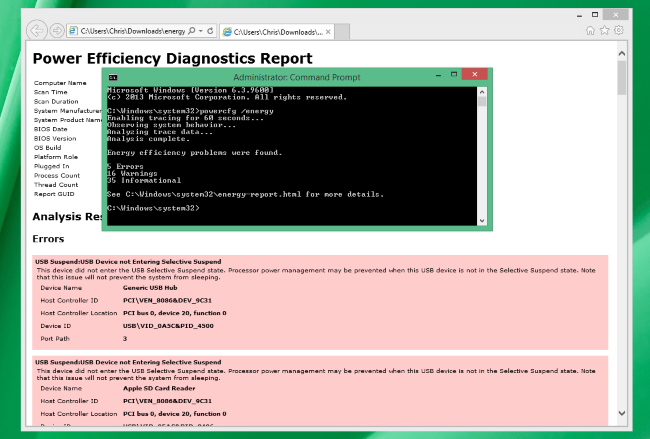 C:\Users\Chris\Downloads\energy
C:\Users\Chris\Downloads\...
Power Efficiency Diagnostics Report
Computer Name
Scan Time
Scan Duration
System Manufacturer
System Product Name
BIOS Date
BIOS Version
OS Build
Platform Role
Plugged In
Process Count
Thread Count
Report GUID
Administrator: Command Prompt
Microsoft Windows [Version 6.3.9600]
(c) 2013 Microsoft Corporation. All rights reserved.
C:\Windows\system32>powercfg /energy
Enabling tracing for 60 seconds...
Observing system behavior...
Analyzing trace data...
Analysis complete.
Energy efficiency problems were found.
5 Errors
16 Warnings
35 Informational
See C:\Windows\system32\energy-report.html for more details.
C:\Windows\system32>
Analysis Res
Errors
USB Suspend:USB Device not Entering Selective Suspend
This device did not enter the USB Selective Suspend state. Processor power management may be prevented when this USB device is not in the Selective Suspend state. Note
that this issue will not prevent the system from sleeping.
Device Name Generic USB Hub
Host Controller ID PCI\VEN_8086&DEV_9C31
Host Controller Location PCI bus 0, device 20, function 0
Device ID USB\VID_0A5C&PID_4500
Port Path 3
USB Suspend:USB Device not Entering Selective Suspend
This device did not enter the USB Selective Suspend state. Processor power management may be prevented when this USB device is not in the Selective Suspend state. Note
that this issue will not prevent the system from sleeping.
Device Name Apple SD Card Reader
Host Controller ID PCI\VEN_8086&DEV_9C31
Host Controller Location PCI bus 0, device 20, function 0